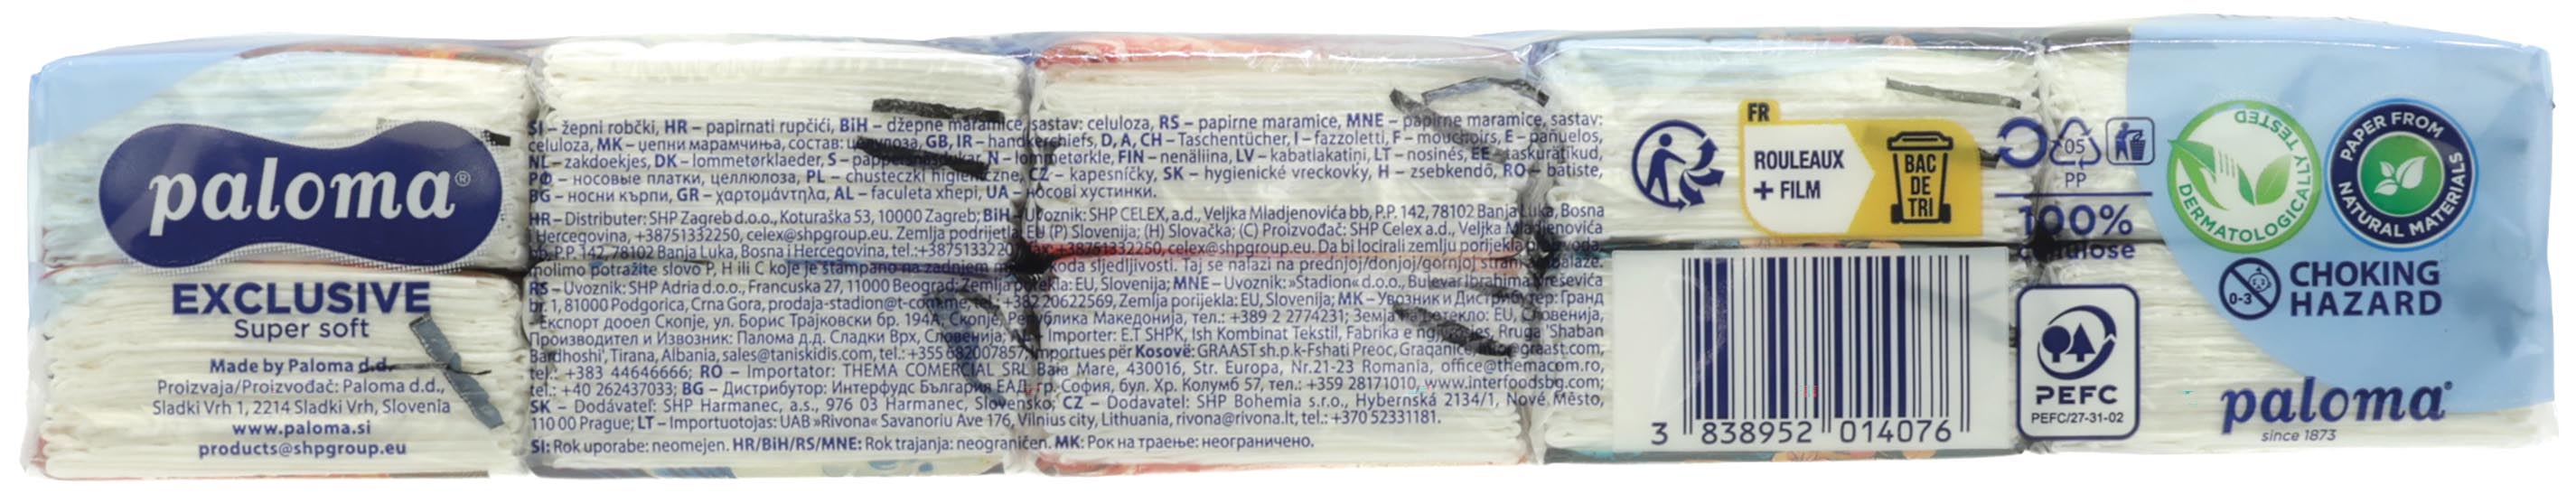 paloma®
EXCLUSIVE
Super soft
Made by Paloma d.d.
Proizvaja/Proizvođač: Paloma d.d.,
Sladki Vrh 1, 2214 Sladki Vrh, Slovenia
www.paloma.si
products@shpgroup.eu
SI – žepni robčki, HR – papirnati rupčići, BiH – džepne maramice, sastav: celuloza, RS – papirne maramice, MNE – papirne maramice, sastav:
celuloza, MK – џепни марамчиња, состав: целулоза, GB, IR – handkerchiefs, D, A, CH – Taschentücher, I – fazzoletti, F – mouchoirs, E – pañuelos,
NL – zakdoekjes, DK – lommetørklaeder, S – pappersnäsdukar, N – lommetørkle, FIN – nenäliina, LV – kabatlakatiņi, LT – nosinės, EE – taskurätikud,
РФ – носовые платки, целлюлоза, PL – chusteczki higieniczne, CZ – kapesníčky, SK – hygienické vreckovky, H – zsebkendő, RO – batiste,
BG – носни кърпи, GR – χαρτομάντηλα, AL – faculeta xhepi, UA – носові хустинки.
HR – Distributer: SHP Zagreb d.o.o., Koturaška 53, 10000 Zagreb; BiH – Uvoznik: SHP CELEX, a.d., Veljka Mladjenovića bb, P.P. 142, 78102 Banja Luka, Bosna
i Hercegovina, +38751332250, celex@shpgroup.eu. Zemlja podrijetla: EU (P) Slovenija; (H) Slovačka; (C) Proizvođač: SHP Celex a.d., Veljka Mladjenovića
bb, P.P. 142, 78102 Banja Luka, Bosna i Hercegovina, tel.:+3875133220, +38751332250, celex@shpgroup.eu. Da bi locirali zemlju porijekla proizvoda,
molimo potražite slovo P, H ili C koje je štampano na zadnjem koda sljedljivosti. Taj se nalazi na prednjoj/donjoj/gornjoj strani ambalaže.
RS – Uvoznik: SHP Adria d.o.o., Francuska 27, 11000 Beograd; Zemlja porekla: EU, Slovenija; MNE – Uvoznik: »Stadion« d.o.o., Bulevar Ibrahima Dreševića
br. 1, 81000 Podgorica, Crna Gora, prodaja-stadion@t-com.me, tel.: +38220622569, Zemlja porijekla: EU, Slovenija; MK – Увозник и Дистрибутер: Гранд
-Експорт дооел Скопје, ул. Борис Трајковски бр. 194А, Скопје, Република Македонија, тел.: +389 2 2774231; Земја на потекло: EU, Словенија,
Производител и Извозник: Палома д.д. Сладки Врх, Словенија; AL – Importer: E.T SHPK, Ish Kombinat Tekstil, Fabrika e ngjyrosjes, Rruga 'Shaban
Bardhoshi', Tirana, Albania, sales@taniskidis.com, tel.: +355 682007857; Importues për Kosovë: GRAAST sh.p.k-Fshati Preoc, Graqanicë, graast.com,
tel.: +383 44646666; RO – Importator: THEMA COMERCIAL SRL Baia Mare, 430016, Str. Europa, Nr.21-23 Romania, office@themacom.ro,
tel.: +40 262437033; BG – Дистрибутор: Интерфудс България ЕАД, гр. София, бул. Хр. Колумб 57, тел.: +359 28171010, www.interfoodsbg.com;
SK – Dodávateľ: SHP Harmanec, a.s., 976 03 Harmanec, Slovensko; CZ – Dodavatel: SHP Bohemia s.r.o., Hybernská 2134/1, Nové Město,
110 00 Prague; LT – Importuotojas: UAB »Rivona« Savanoriu Ave 176, Vilnius city, Lithuania, rivona@rivona.lt, tel.: +370 52331181.
SI: Rok uporabe: neomejen. HR/BiH/RS/MNE: Rok trajanja: neograničen. MK: Рок на траење: неограничено.
FR
ROULEAUX
+ FILM
BAC
DE
TRI
05
PP
100%
cellulose
3 838952 014076
PEFC
PEFC/27-31-02
DERMATOLOGICALLY TESTED
PAPER FROM
NATURAL MATERIALS
0-3
CHOKING
HAZARD
paloma®
since 1873